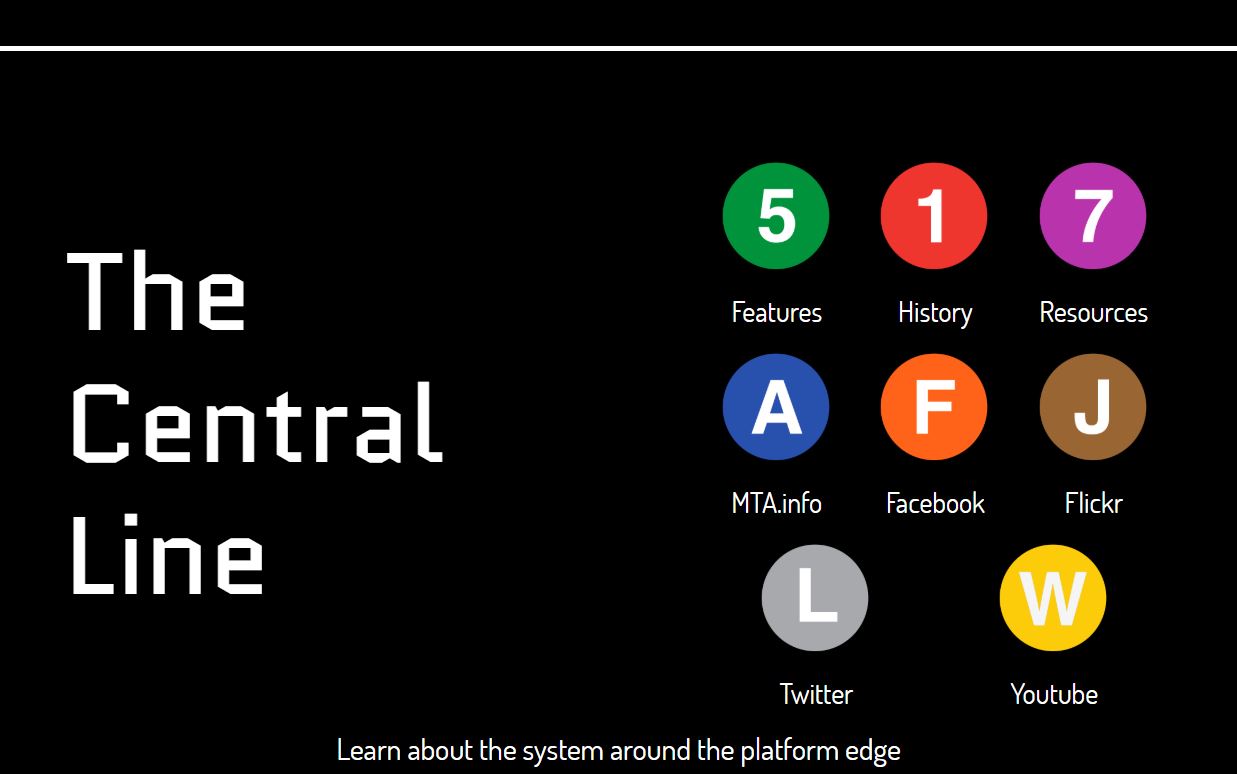 The
Central
Line
5 1 7
Features History Resources
A F J
MTA.info Facebook Flickr
L W
Twitter Youtube
Learn about the system around the platform edge